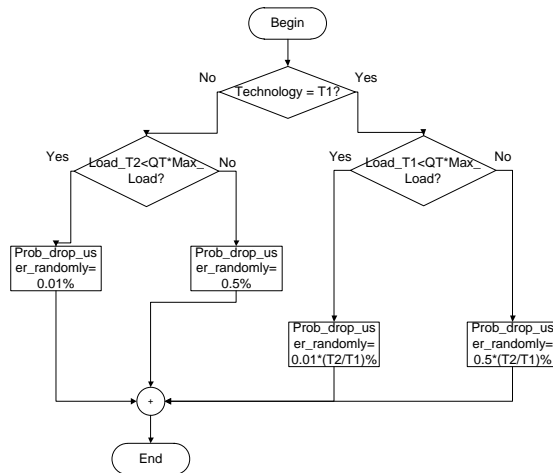 Begin
No
Yes
Technology = T1?
Yes
Load_T2<QT*Max_
Load?
No
Yes
Load_T1<QT*Max_
Load?
No
Prob_drop_us
er_randomly=
0.01%
Prob_drop_us
er_randomly=
0.5%
Prob_drop_us
er_randomly=
0.01*(T2/T1)%
Prob_drop_us
er_randomly=
0.5*(T2/T1)%
+
End